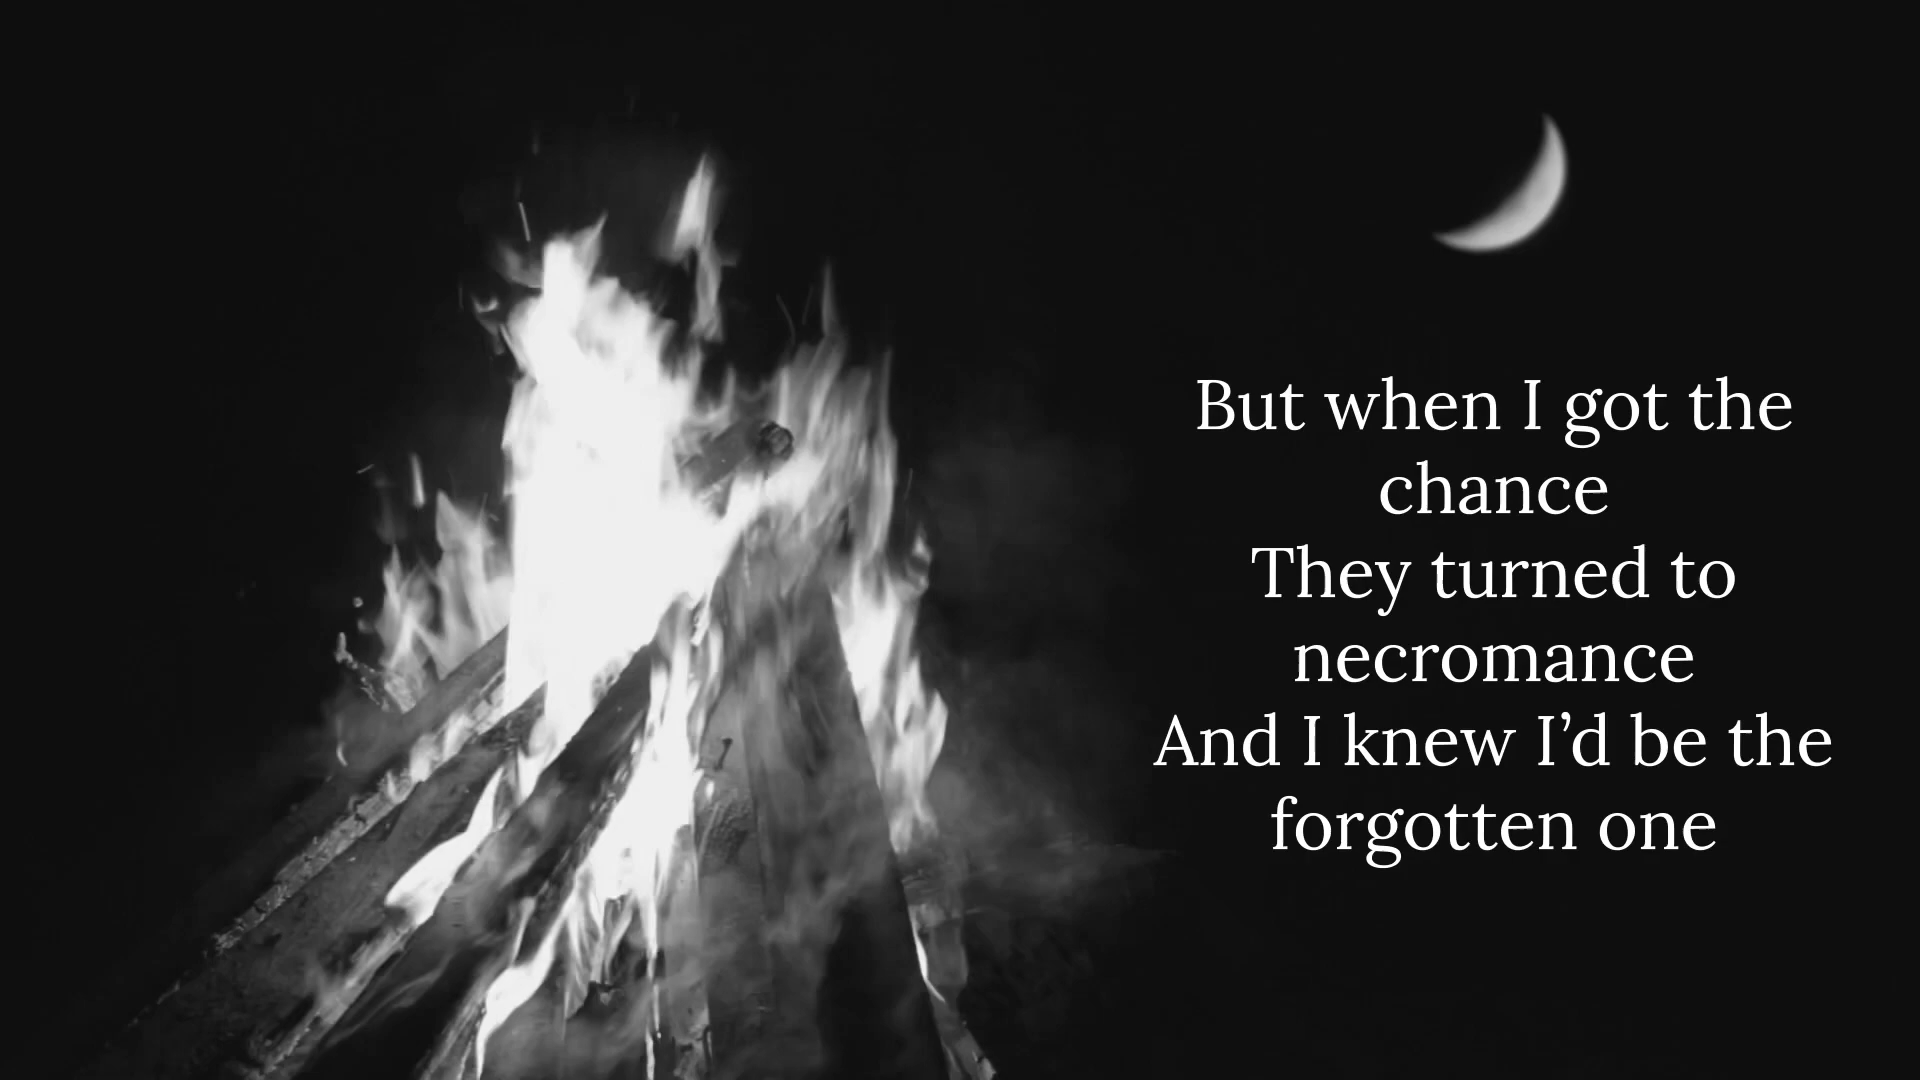 But when I got the
chance
They turned to
necromance
And I knew I’d be the
forgotten one